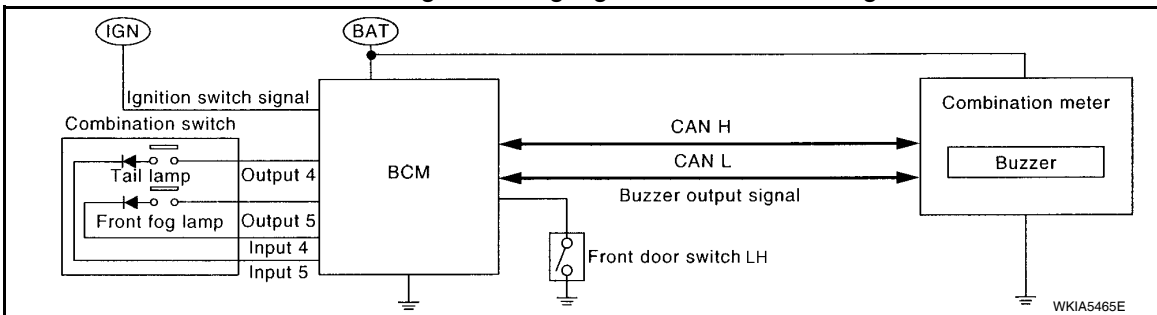 IGN
BAT
Ignition switch signal
Combination switch
Tail lamp
Output 4
Front fog lamp
Output 5
Input 4
Input 5
BCM
CAN H
CAN L
Buzzer output signal
Front door switch LH
Combination meter
Buzzer
WKIA5465E